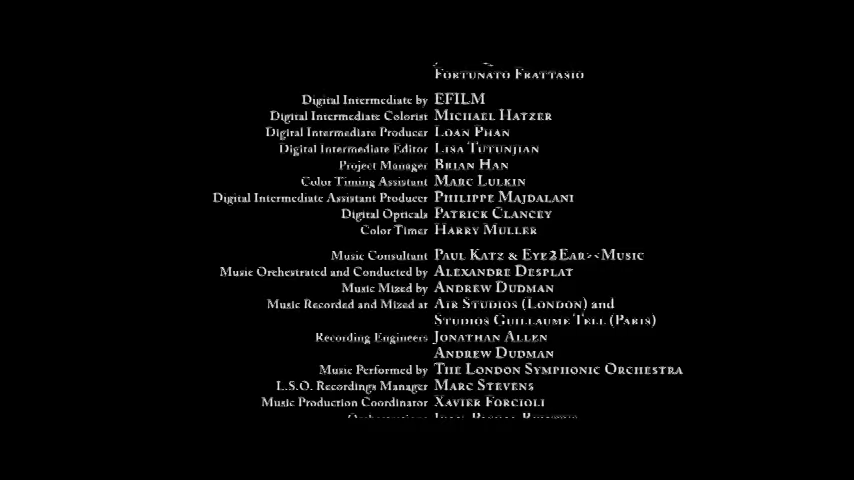 Fortunato Frattasio
Digital Intermediate by EFILM
Digital Intermediate Colorist Michael Hatzer
Digital Intermediate Producer Loan Phan
Digital Intermediate Editor Lisa Tutunjian
Project Manager Brian Han
Color Timing Assistant Marc Lulkin
Digital Intermediate Assistant Producer Philippe Majdalani
Digital Opticals Patrick Clancey
Color Timer Harry Muller
Music Consultant Paul Katz & Eye2Ear><Music
Music Orchestrated and Conducted by Alexandre Desplat
Music Mixed by Andrew Dudman
Music Recorded and Mixed at Air Studios (London) and
Studios Guillaume Tell (Paris)
Recording Engineers Jonathan Allen
Andrew Dudman
Music Performed by The London Symphonic Orchestra
L.S.O. Recordings Manager Marc Stevens
Music Production Coordinator Xavier Forcioli